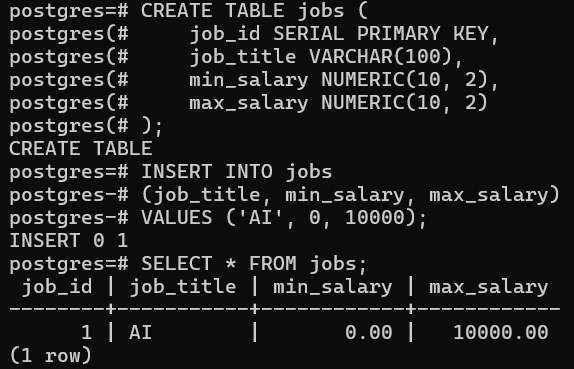 postgres=# CREATE TABLE jobs (
postgres(#     job_id SERIAL PRIMARY KEY,
postgres(#     job_title VARCHAR(100),
postgres(#     min_salary NUMERIC(10, 2),
postgres(#     max_salary NUMERIC(10, 2)
postgres(# );
CREATE TABLE
postgres=# INSERT INTO jobs
postgres-# (job_title, min_salary, max_salary)
postgres-# VALUES ('AI', 0, 10000);
INSERT 0 1
postgres=# SELECT * FROM jobs;
 job_id | job_title | min_salary | max_salary
--------+-----------+------------+------------
      1 | AI        |       0.00 |   10000.00
(1 row)